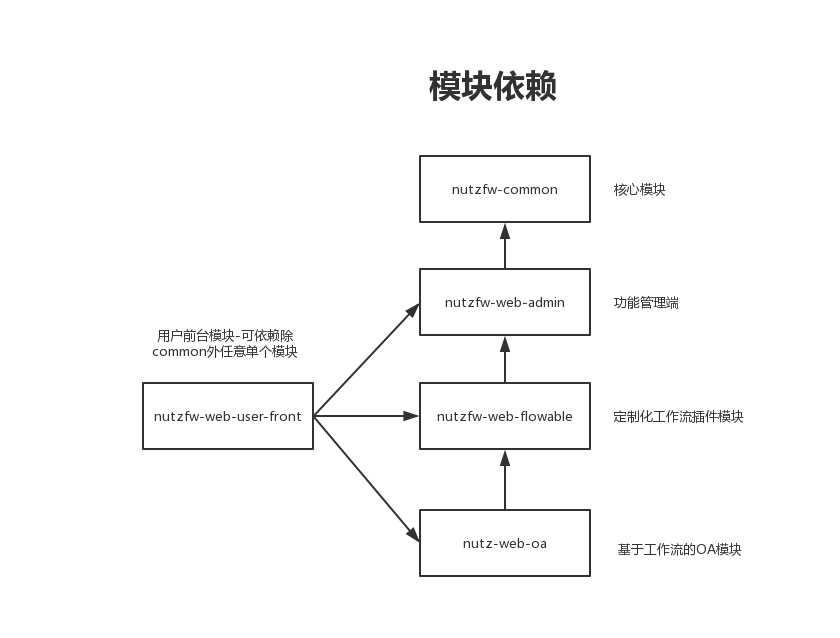 模块依赖
nutzfw-common
核心模块
nutzfw-web-admin
功能管理端
用户前台模块-可依赖除
common外任意单个模块
nutzfw-web-user-front
nutzfw-web-flowable
定制化工作流插件模块
nutz-web-oa
基于工作流的OA模块